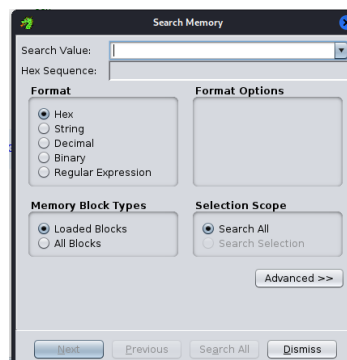 Search Memory
Search Value:
Hex Sequence:
Format
Format Options
Hex
String
Decimal
Binary
Regular Expression
Memory Block Types
Selection Scope
Loaded Blocks
Search All
All Blocks
Search Selection
Advanced >>
Next
Previous
Search All
Dismiss